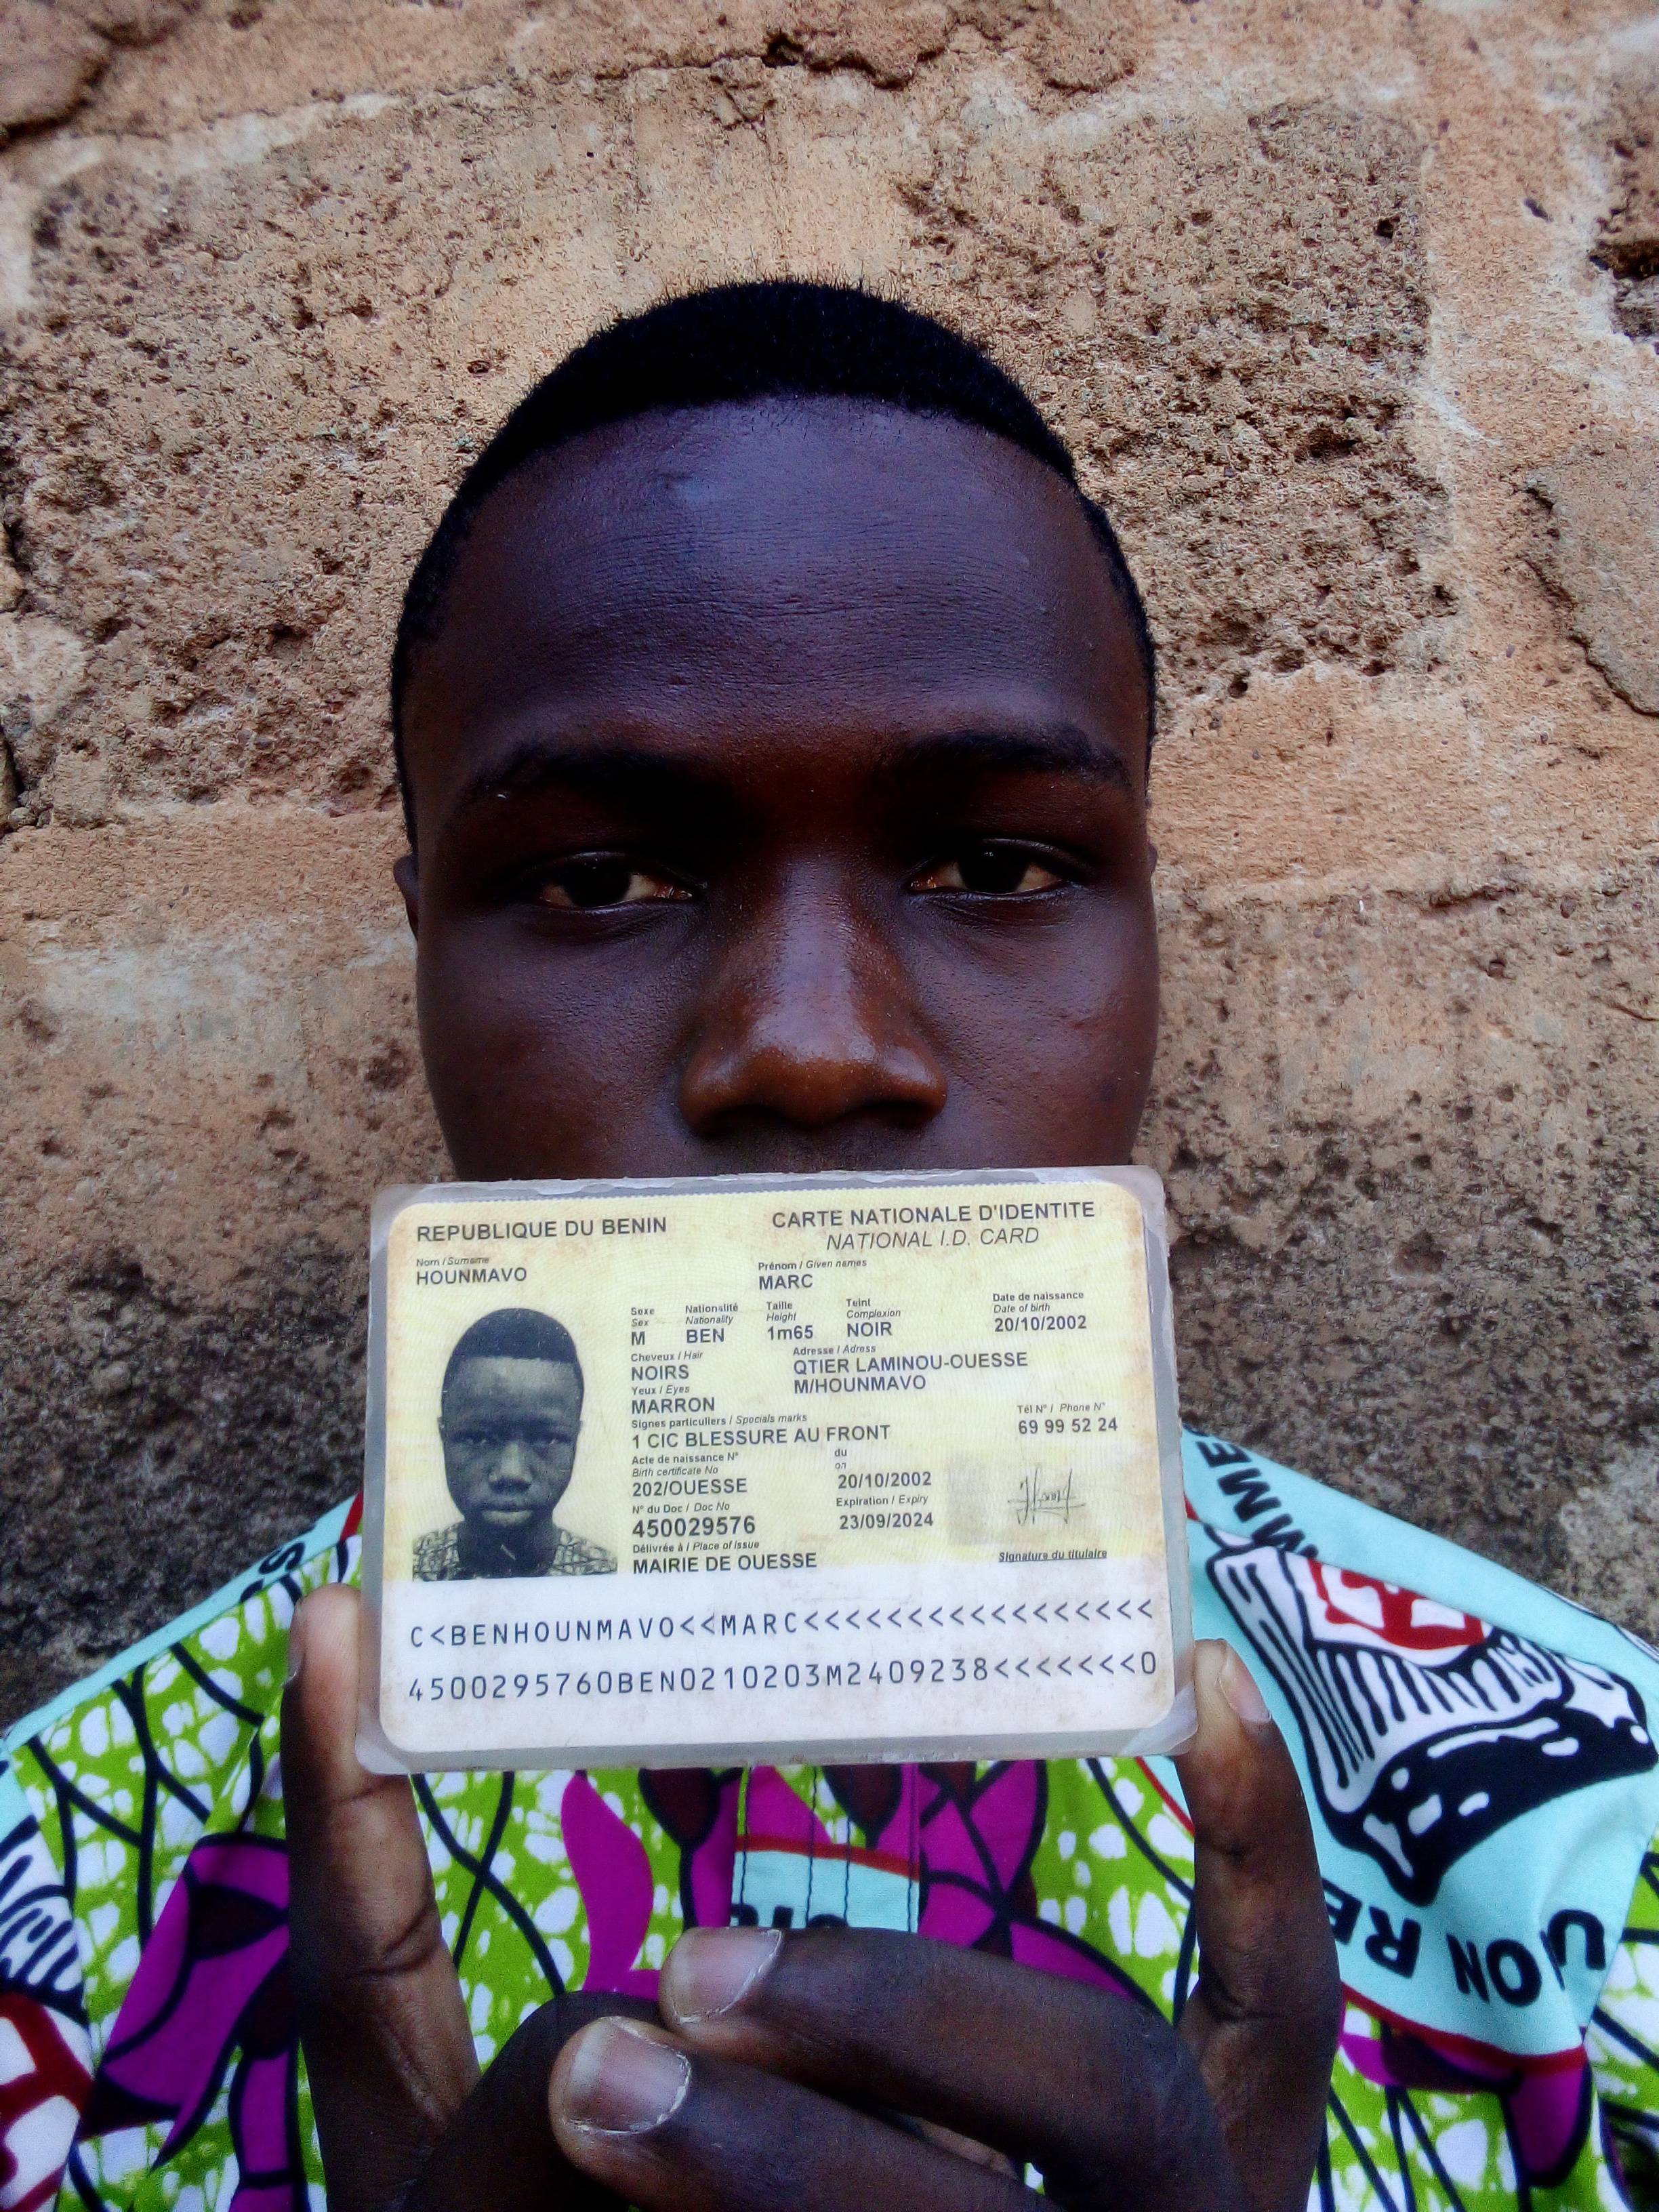 REPUBLIQUE DU BENIN
CARTE NATIONALE D'IDENTITE
NATIONAL I.D. CARD
Nom / Surname
HOUNMAVO
Prénom / Given names
MARC
Sexe
Sex
M
Nationalité
Nationality
BEN
Taille
Height
1m65
Teint
Complexion
NOIR
Date de naissance
Date of birth
20/10/2002
Cheveux / Hair
NOIRS
Adresse / Adress
QTIER LAMINOU-OUESSE
M/HOUNMAVO
Yeux / Eyes
MARRON
Signes particuliers / Specials marks
1 CIC BLESSURE AU FRONT
Tél N° / Phone N°
69 99 52 24
Acte de naissance N°
Birth certificate No
202/OUESSE
du
on
20/10/2002
N° du Doc / Doc No
450029576
Expiration / Expiry
23/09/2024
Délivrée à / Place of issue
MAIRIE DE OUESSE
Signature du titulaire
C<BENHOUNMAVO<<MARC<<<<<<<<<<<<<<<<<
4500295760BEN0210203M2409238<<<<<<<0